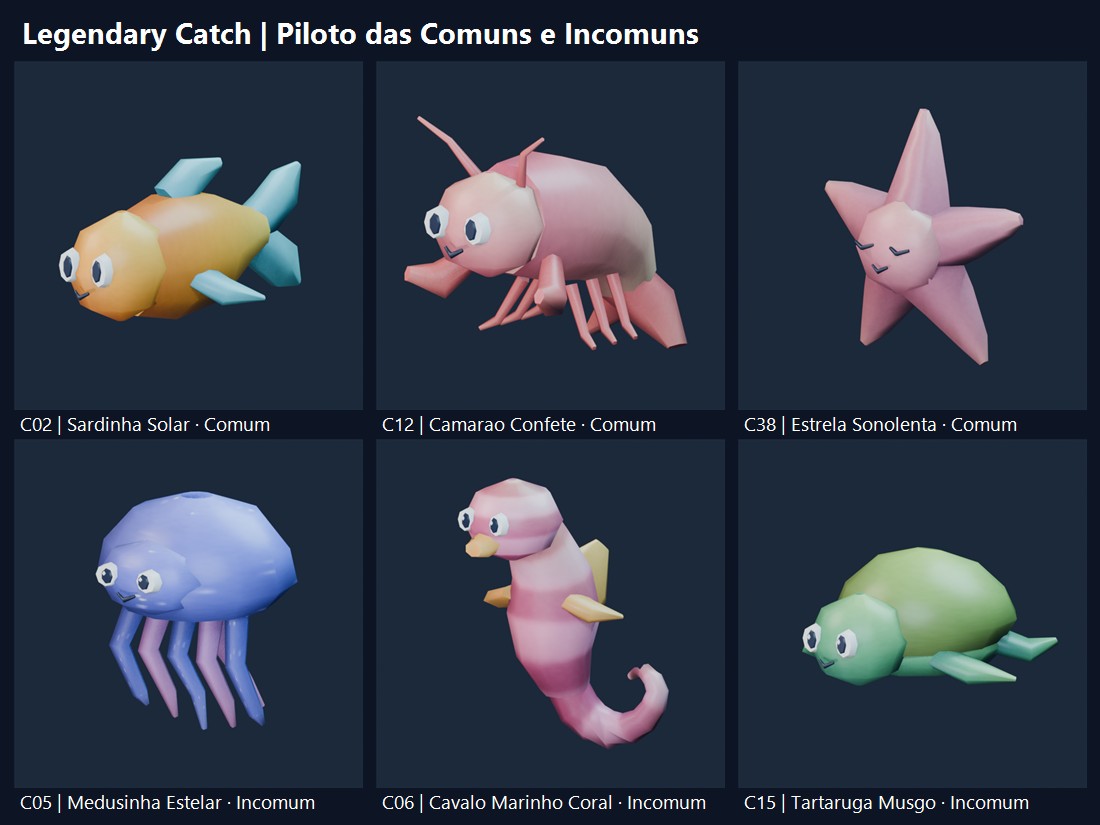 Legendary Catch | Piloto das Comuns e Incomuns
C02 | Sardinha Solar · Comum
C12 | Camarao Confete · Comum
C38 | Estrela Sonolenta · Comum
C05 | Medusinha Estelar · Incomum
C06 | Cavalo Marinho Coral · Incomum
C15 | Tartaruga Musgo · Incomum